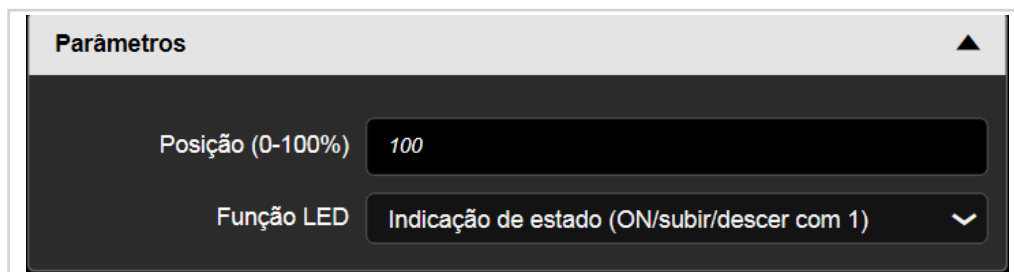 Parâmetros
Posição (0-100%) 100
Função LED Indicação de estado (ON/subir/descer com 1)